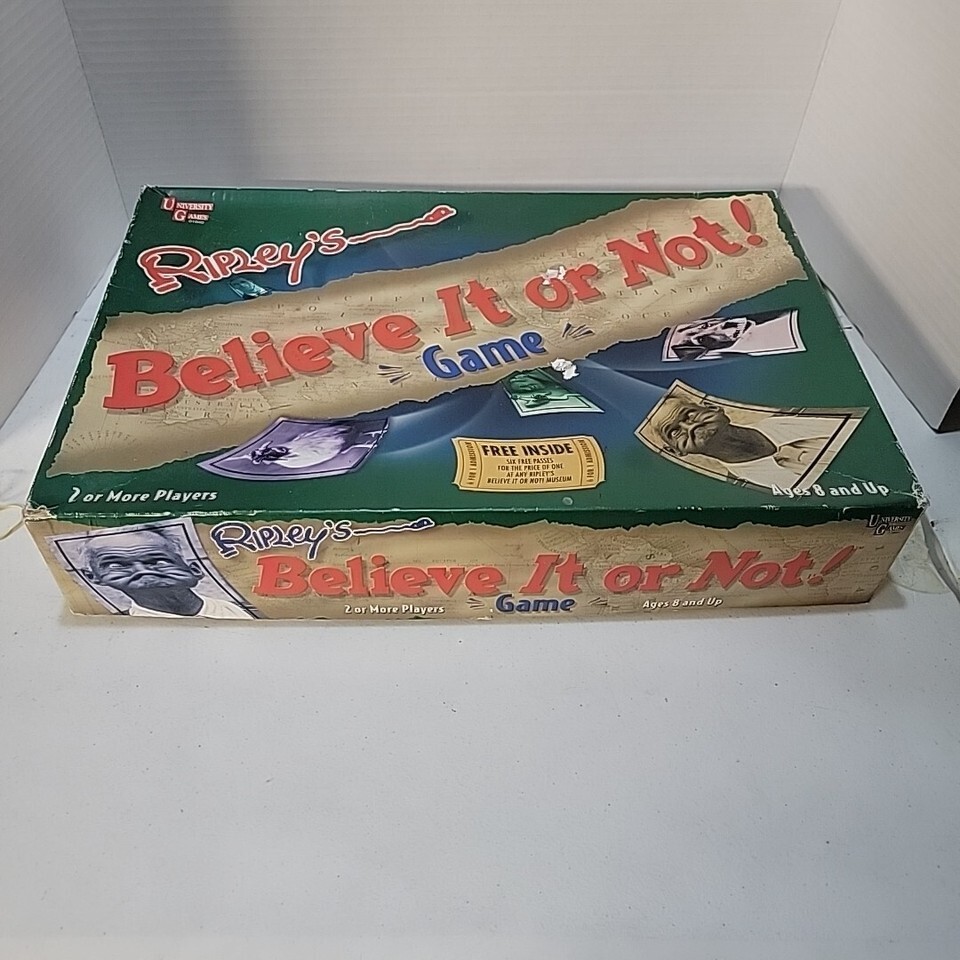 UNIVERSITY
GAMES
RIPLEY'S
Believe It or Not!
Game
FREE INSIDE
SIX FREE PASSES
FOR THE PRICE OF ONE
AT ANY RIPLEY'S
BELIEVE IT OR NOT! MUSEUM
2 or More Players
Ages 8 and Up
RIPLEY'S
UNIVERSITY
GAMES
Believe It or Not!
Game
2 or More Players
Ages 8 and Up